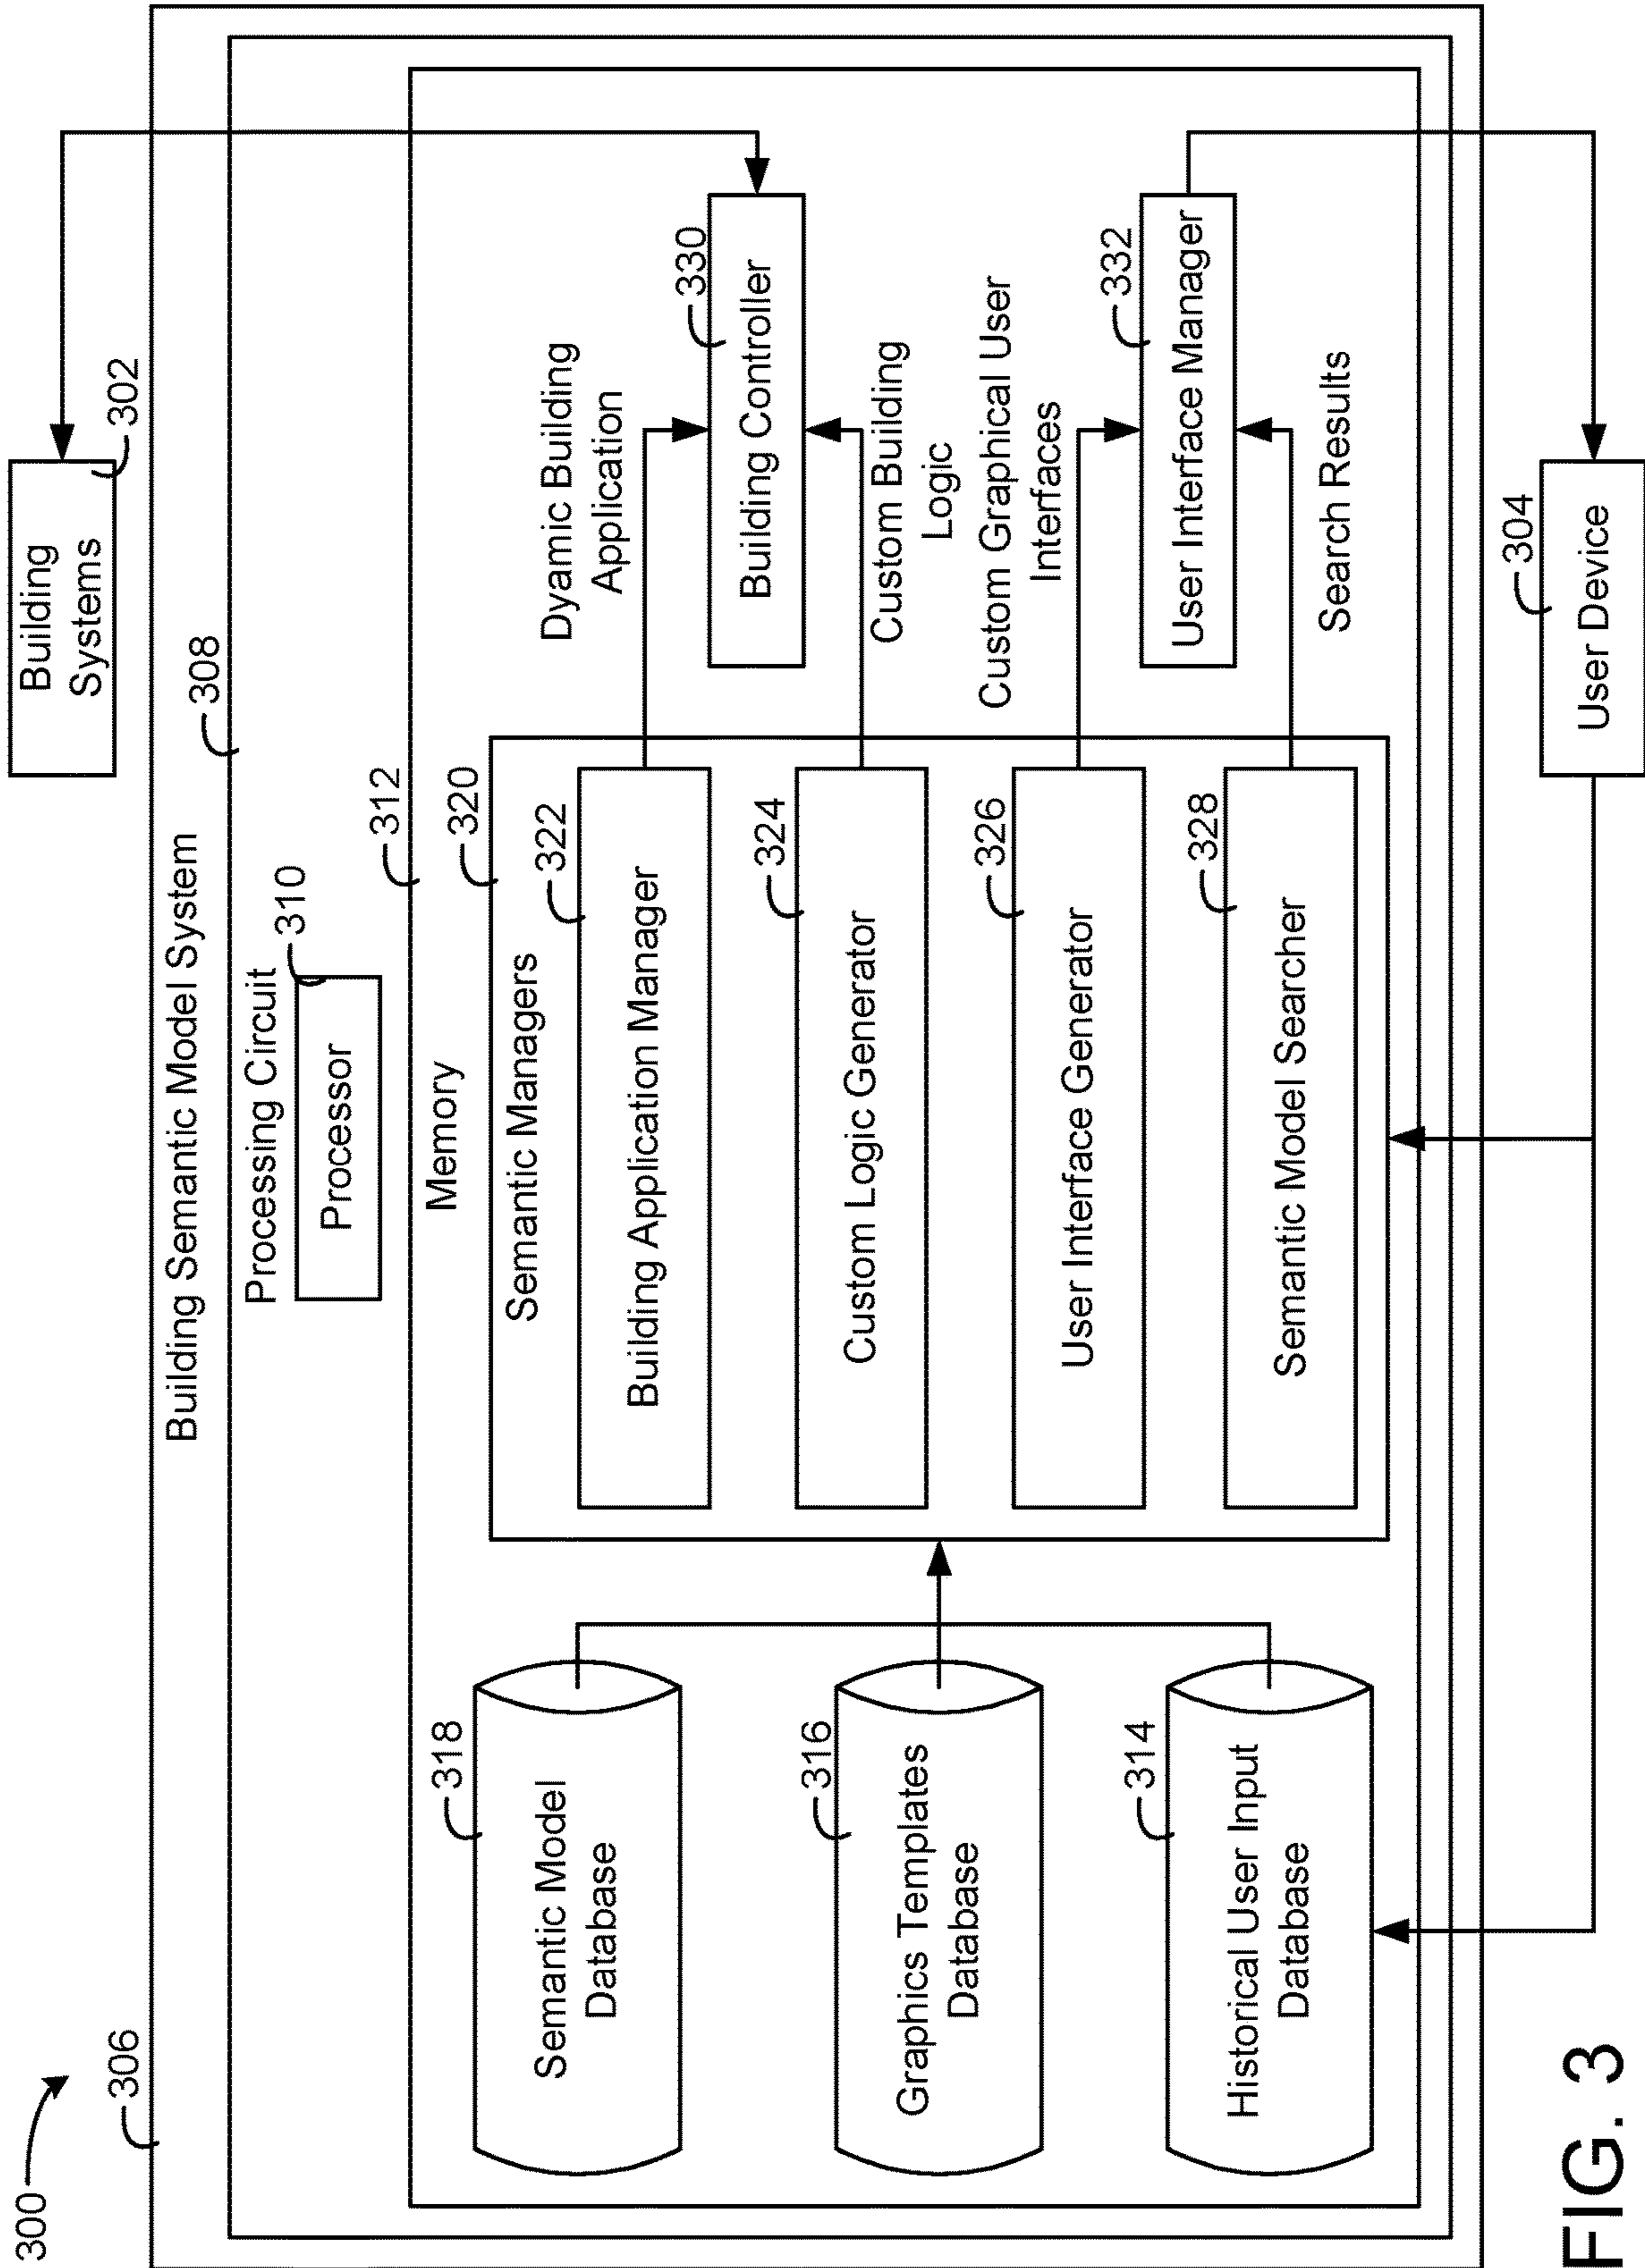 300
306
Building
Systems
302
Building Semantic Model System
308
Processing Circuit
310
Processor
312
Memory
318
Semantic Model
Database
316
Graphics Templates
Database
314
Historical User Input
Database
320
Semantic Managers
322
Building Application Manager
324
Custom Logic Generator
326
User Interface Generator
328
Semantic Model Searcher
Dyamic Building
Application
330
Building Controller
Custom Building
Logic
Custom Graphical User
Interfaces
332
User Interface Manager
Search Results
304
User Device
FIG. 3